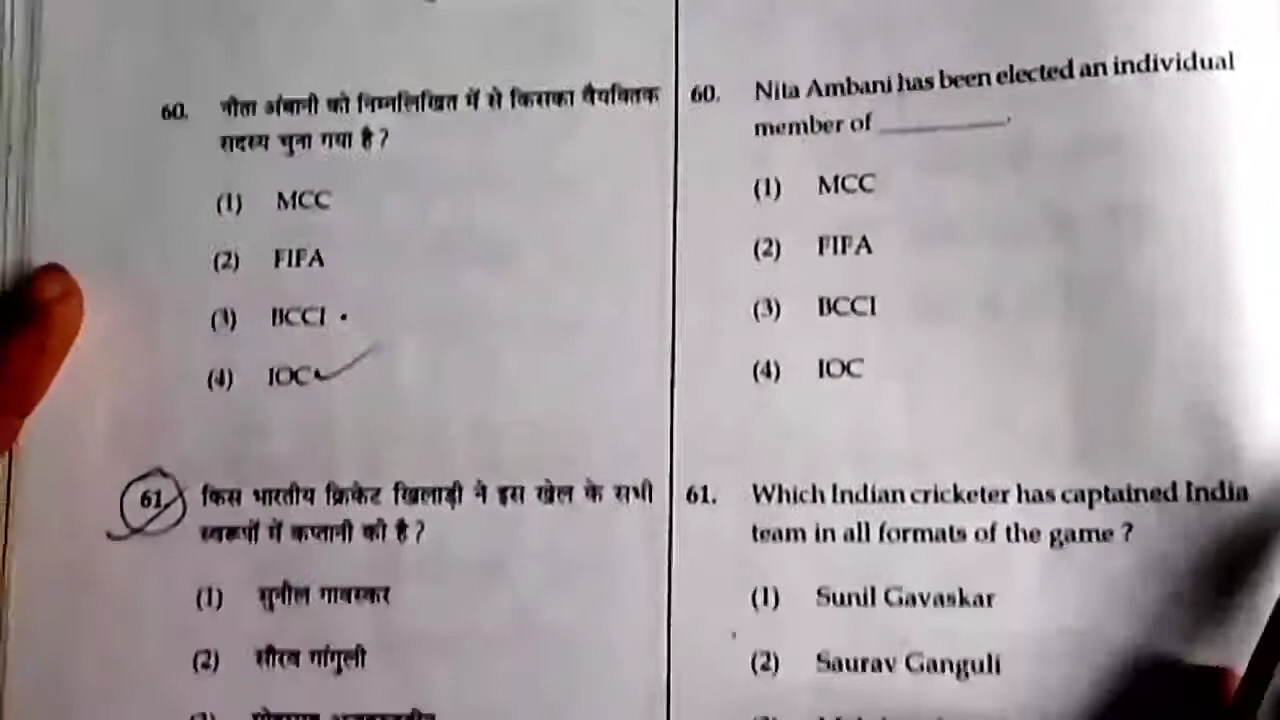 60. नीता अंबानी को निम्नलिखित में से किसका वैयक्तिक
सदस्य चुना गया है ?
(1) MCC
(2) FIFA
(3) BCCI
(4) IOC
61. किस भारतीय क्रिकेट खिलाड़ी ने इस खेल के सभी
स्वरूपों में कप्तानी की है ?
(1) सुनील गावस्कर
(2) सौरव गांगुली
60. Nita Ambani has been elected an individual
member of ________.
(1) MCC
(2) FIFA
(3) BCCI
(4) IOC
61. Which Indian cricketer has captained India
team in all formats of the game ?
(1) Sunil Gavaskar
(2) Saurav Ganguli